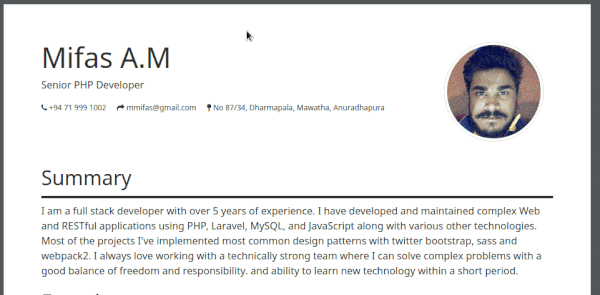 Mifas A.M
Senior PHP Developer
+94 71 999 1002 mmifas@gmail.com No 87/34, Dharmapala, Mawatha, Anuradhapura
Summary
I am a full stack developer with over 5 years of experience. I have developed and maintained complex Web
and RESTful applications using PHP, Laravel, MySQL, and JavaScript along with various other technologies.
Most of the projects I've implemented most common design patterns with twitter bootstrap, sass and
webpack2. I always love working with a technically strong team where I can solve complex problems with a
good balance of freedom and responsibility. and ability to learn new technology within a short period.